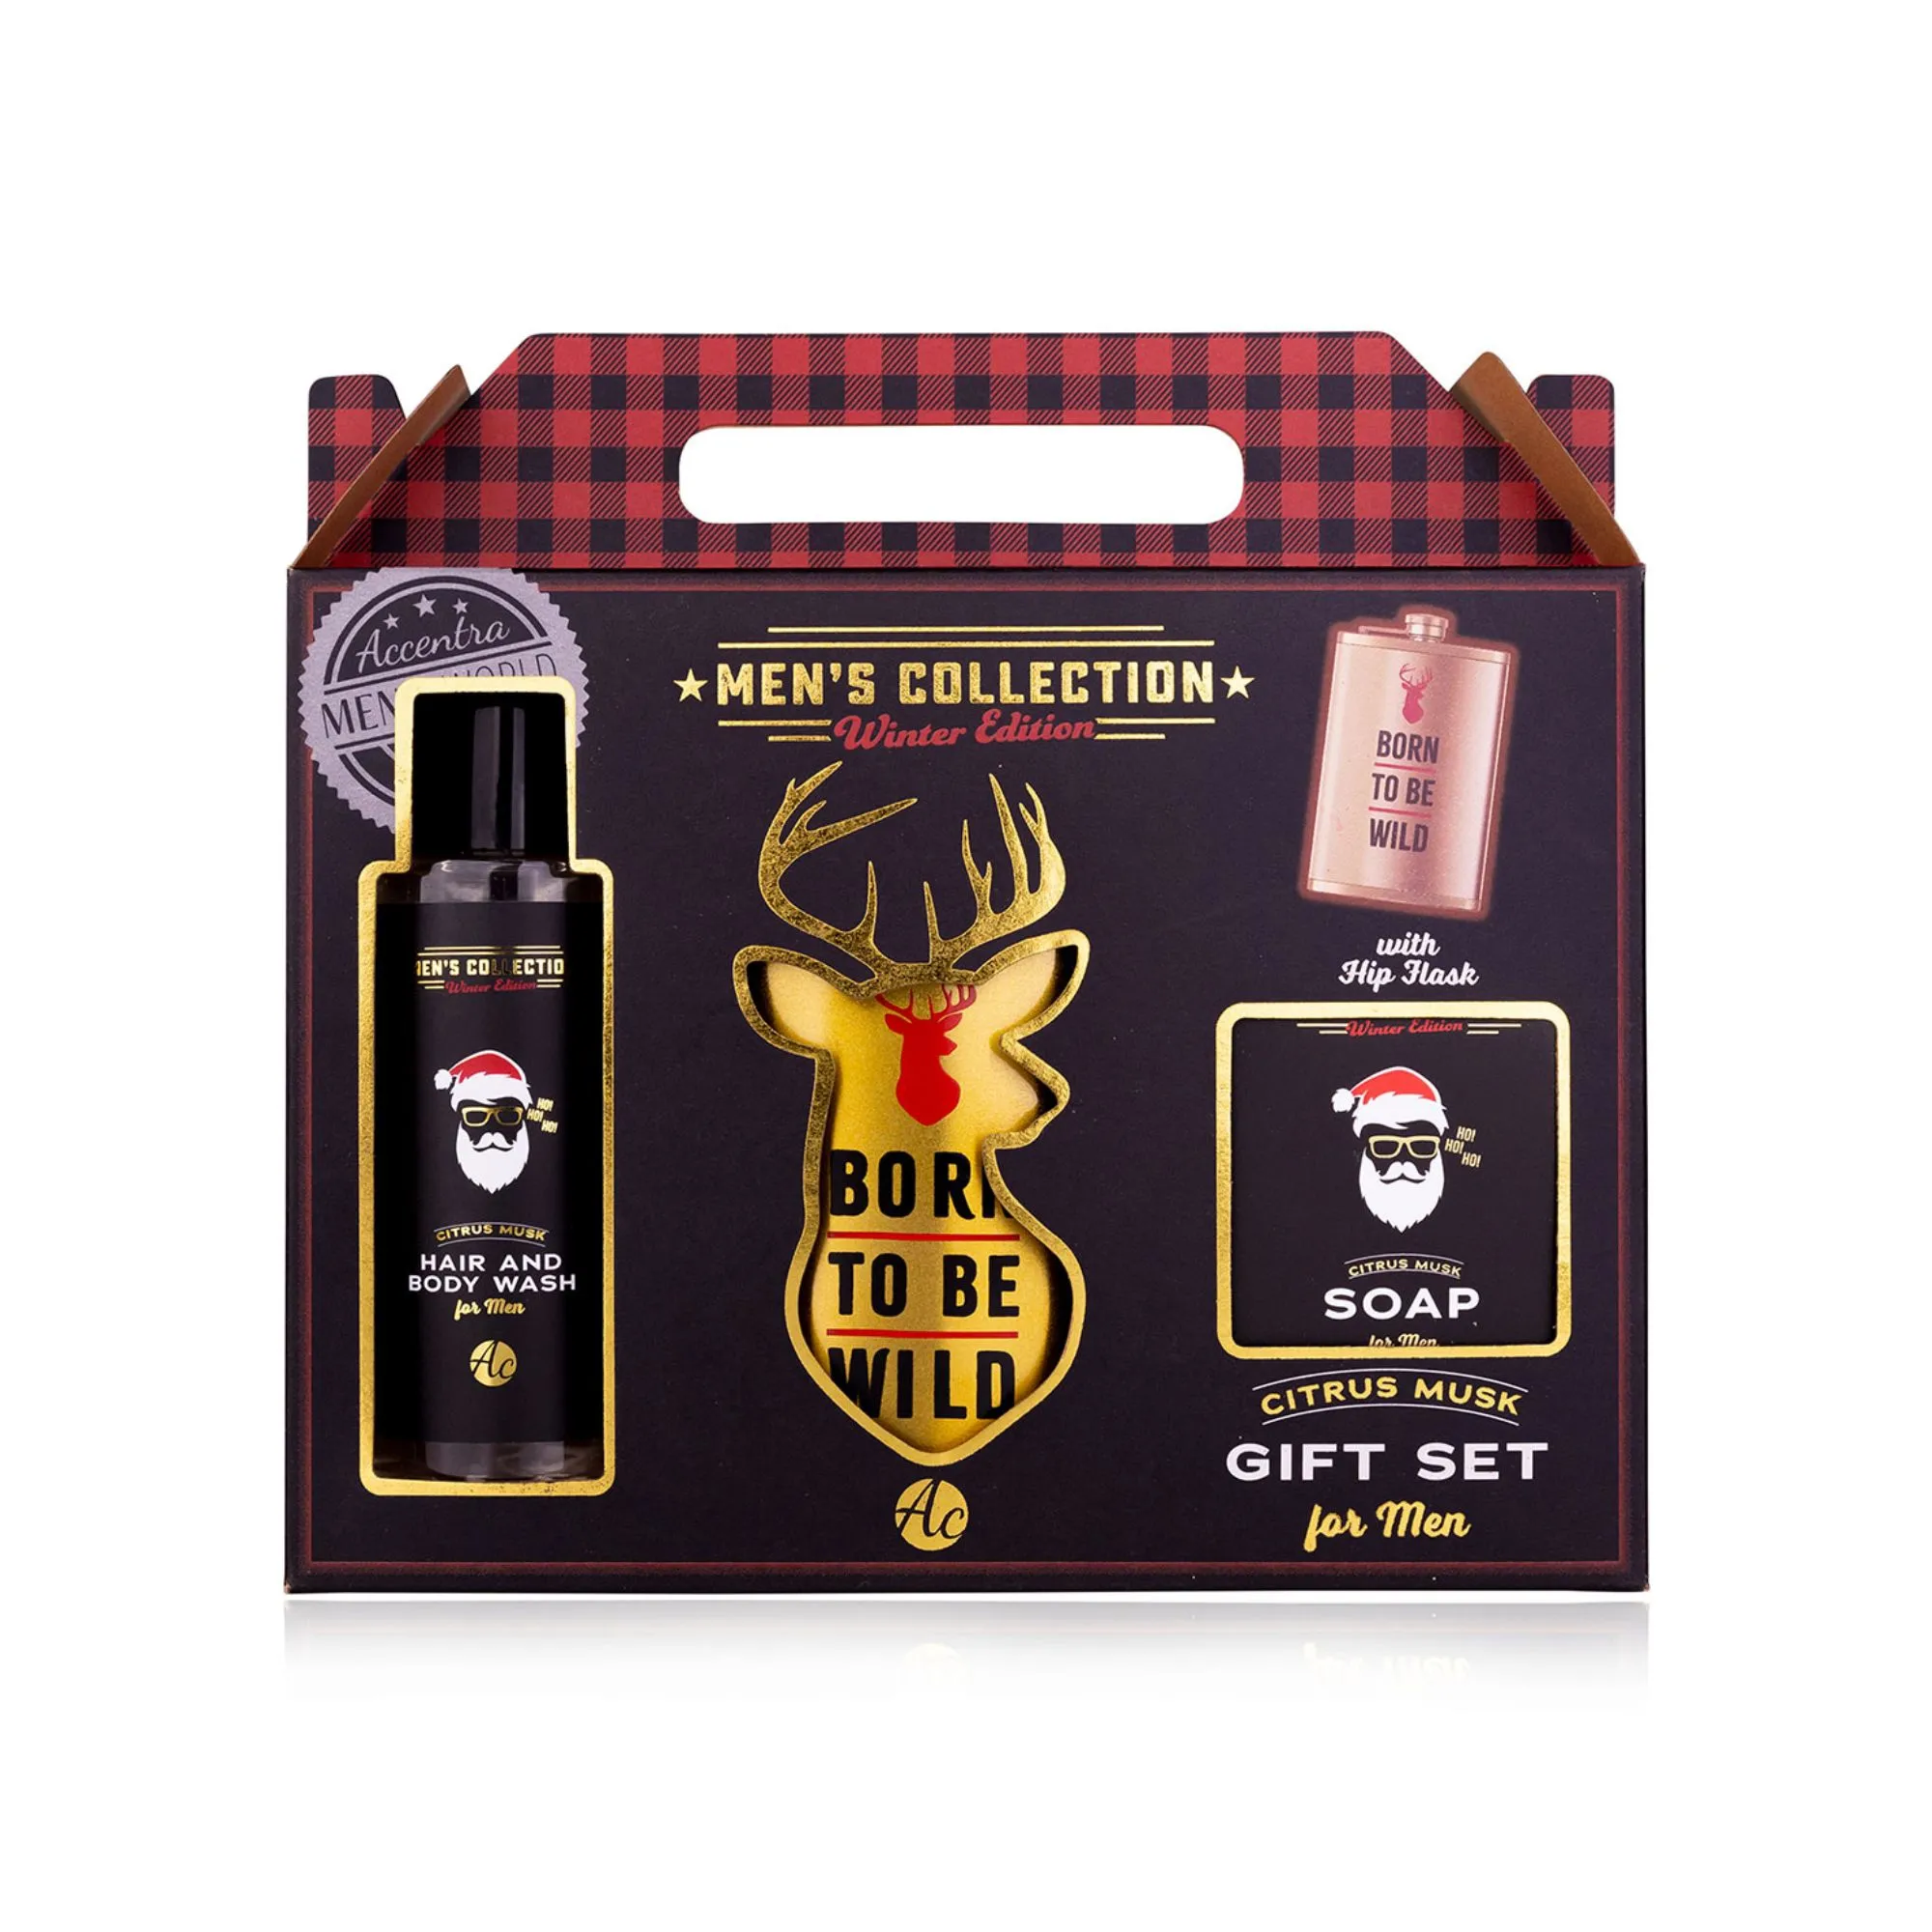 Accentra
MEN WORLD
MEN'S COLLECTION
Winter Edition
BORN
TO BE
WILD
with
Hip Flask
MEN'S COLLECTIO
Winter Edition
HO!
HO!
HO!
CITRUS MUSK
HAIR AND
BODY WASH
for Men
Ac
BORN
TO BE
WILD
Ac
Winter Edition
HO!
HO!
HO!
CITRUS MUSK
SOAP
for Men
CITRUS MUSK
GIFT SET
for Men